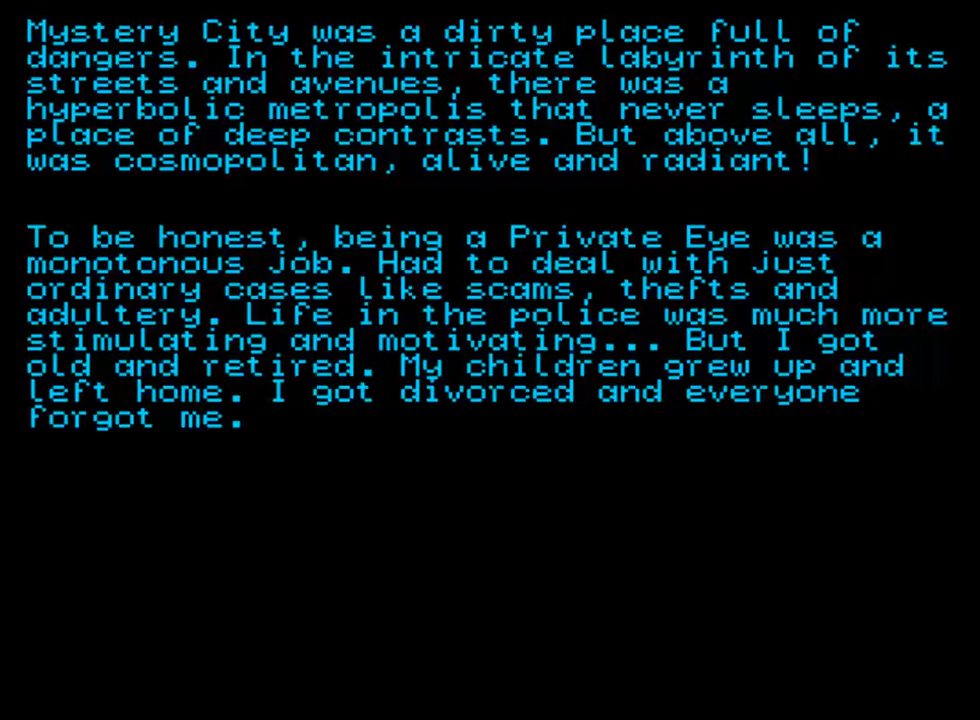 Mystery City was a dirty place full of
dangers. In the intricate labyrinth of its
streets and avenues, there was a
hyperbolic metropolis that never sleeps, a
place of deep contrasts. But above all, it
was cosmopolitan, alive and radiant!
To be honest, being a Private Eye was a
monotonous job. Had to deal with just
ordinary cases like scams, thefts and
adultery. Life in the police was much more
stimulating and motivating... But I got
old and retired. My children grew up and
left home. I got divorced and everyone
forgot me.